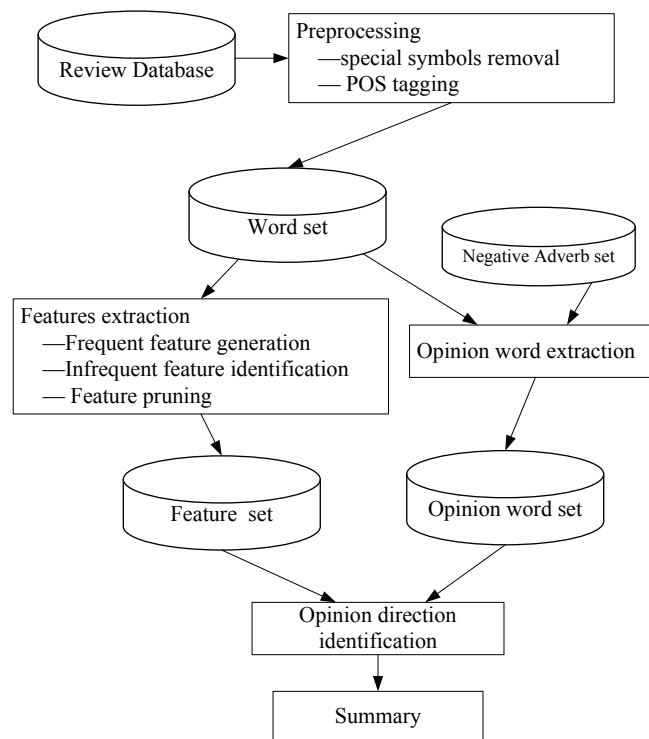 Review Database
Preprocessing
—special symbols removal
— POS tagging
Word set
Negative Adverb set
Features extraction
—Frequent feature generation
—Infrequent feature identification
— Feature pruning
Opinion word extraction
Feature set
Opinion word set
Opinion direction
identification
Summary